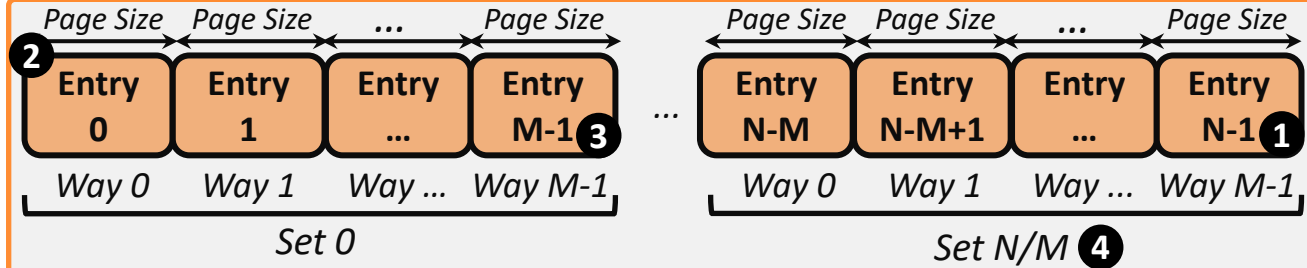 Page Size Page Size ... Page Size Page Size Page Size ... Page Size
2
Entry Entry Entry Entry Entry Entry Entry Entry
0 1 ... M-1 3 ... N-M N-M+1 ... N-1 1
Way 0 Way 1 Way ... Way M-1 Way 0 Way 1 Way ... Way M-1
Set 0 Set N/M 4